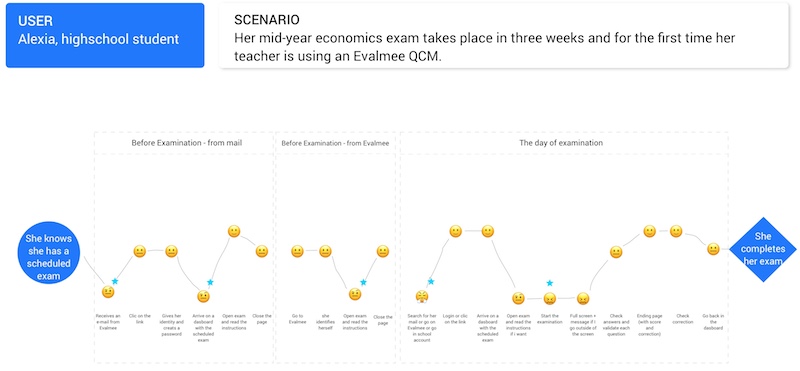 USER
Alexia, highschool student
SCENARIO
Her mid-year economics exam takes place in three weeks and for the first time her
teacher is using an Evalmee QCM.
Before Examination - from mail
Before Examination - from Evalmee
The day of examination
She knows
she has a
scheduled
exam
Receives an
e-mail from
Evalmee
Clic on the
link
Gives her
identity and
creats a
password
Arrive on a
dasboard with
the scheduled
exam
Open exam
and read the
instructions
Close the
page
Go to
Evalmee
she
identifies
herself
Open exam
and read the
instructions
Close the
page
Search for her
mail or go on
Evalmee or go
in school
account
Login or clic
on the link
Arrive on a
dasboard with
the scheduled
exam
Open exam
and read the
instructions
if I want
Start the
examination
Full screen +
message if I
go outside of
the screen
Check
answers and
validate each
question
Ending page
(with score
and
correction)
Check
correction
Go back in
the dasboard
She
completes
her exam